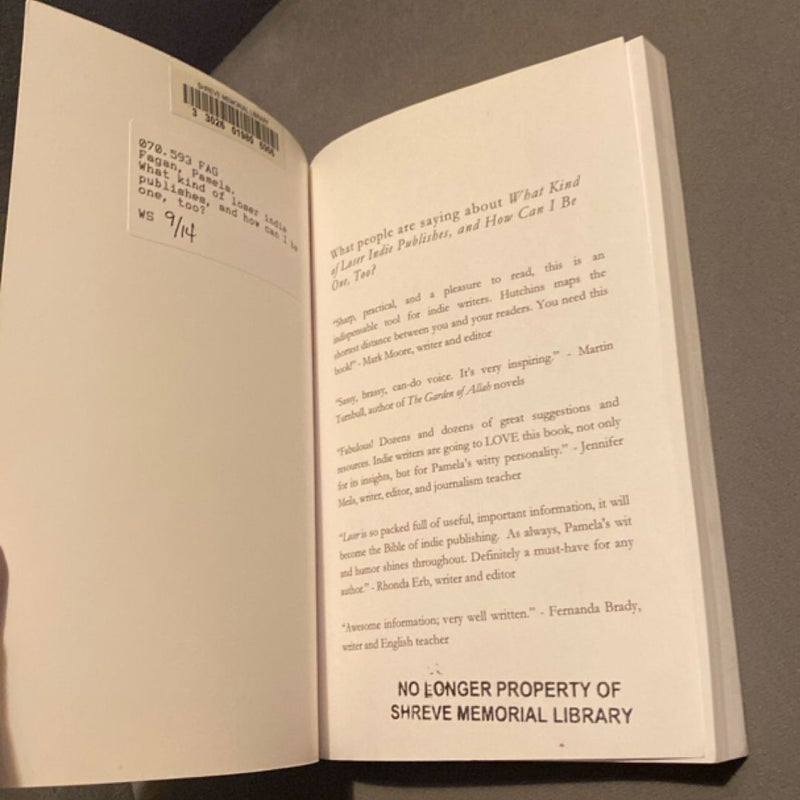 SHREVE MEMORIAL LIBRARY
3 3026 01980 6066
070.593 FAG
Fagan, Pamela.
What kind of loser indie
publishes, and how can I be
one, too?
WS 9/14
What people are saying about What Kind
of Loser Indie Publishes, and How Can I Be
One, Too?
"Sharp, practical, and a pleasure to read, this is an
indispensable tool for indie writers. Hutchins maps the
shortest distance between you and your readers. You need this
book!" - Mark Moore, writer and editor
"Sassy, brassy, can-do voice. It's very inspiring." - Martin
Turnbull, author of The Garden of Allah novels
"Fabulous! Dozens and dozens of great suggestions and
resources. Indie writers are going to LOVE this book, not only
for its insights, but for Pamela's witty personality." - Jennifer
Mela, writer, editor, and journalism teacher
"Loser is so packed full of useful, important information, it will
become the Bible of indie publishing. As always, Pamela's wit
and humor shines throughout. Definitely a must-have for any
author." - Rhonda Erb, writer and editor
"Awesome information; very well written." - Fernanda Brady,
writer and English teacher
NO LONGER PROPERTY OF
SHREVE MEMORIAL LIBRARY